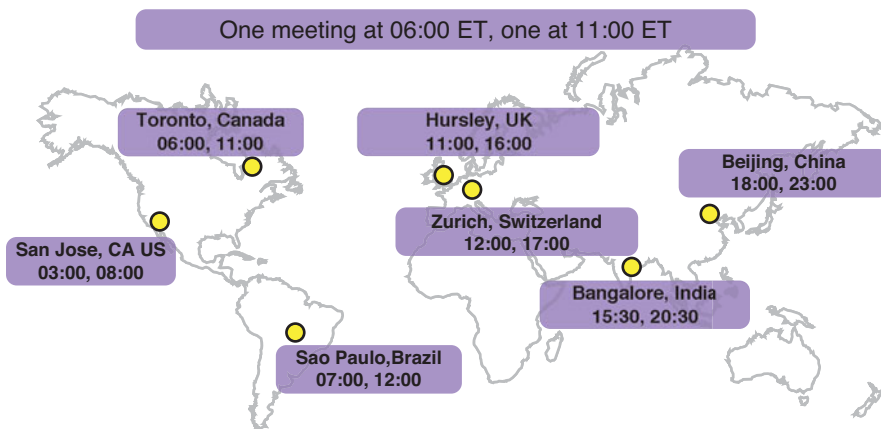 One meeting at 06:00 ET, one at 11:00 ET
Toronto, Canada
06:00, 11:00
Hursley, UK
11:00, 16:00
Beijing, China
18:00, 23:00
Zurich, Switzerland
12:00, 17:00
San Jose, CA US
03:00, 08:00
Bangalore, India
15:30, 20:30
Sao Paulo,Brazil
07:00, 12:00